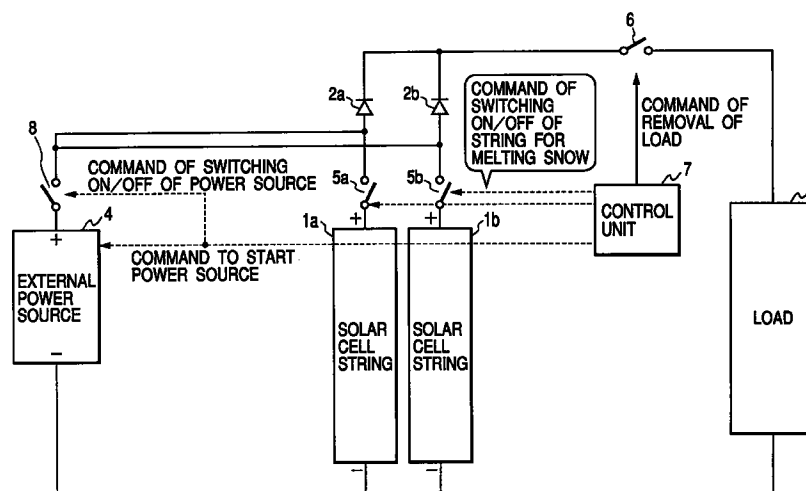 6
2a
2b
COMMAND OF
SWITCHING
ON/OFF OF
STRING FOR
MELTING SNOW
COMMAND OF
REMOVAL OF
LOAD
8
COMMAND OF SWITCHING
ON/OFF OF POWER SOURCE
5a
5b
7
4
+
+
1a
1b
CONTROL
UNIT
+
EXTERNAL
POWER
SOURCE
−
COMMAND TO START
POWER SOURCE
SOLAR
CELL
STRING
SOLAR
CELL
STRING
LOAD
−